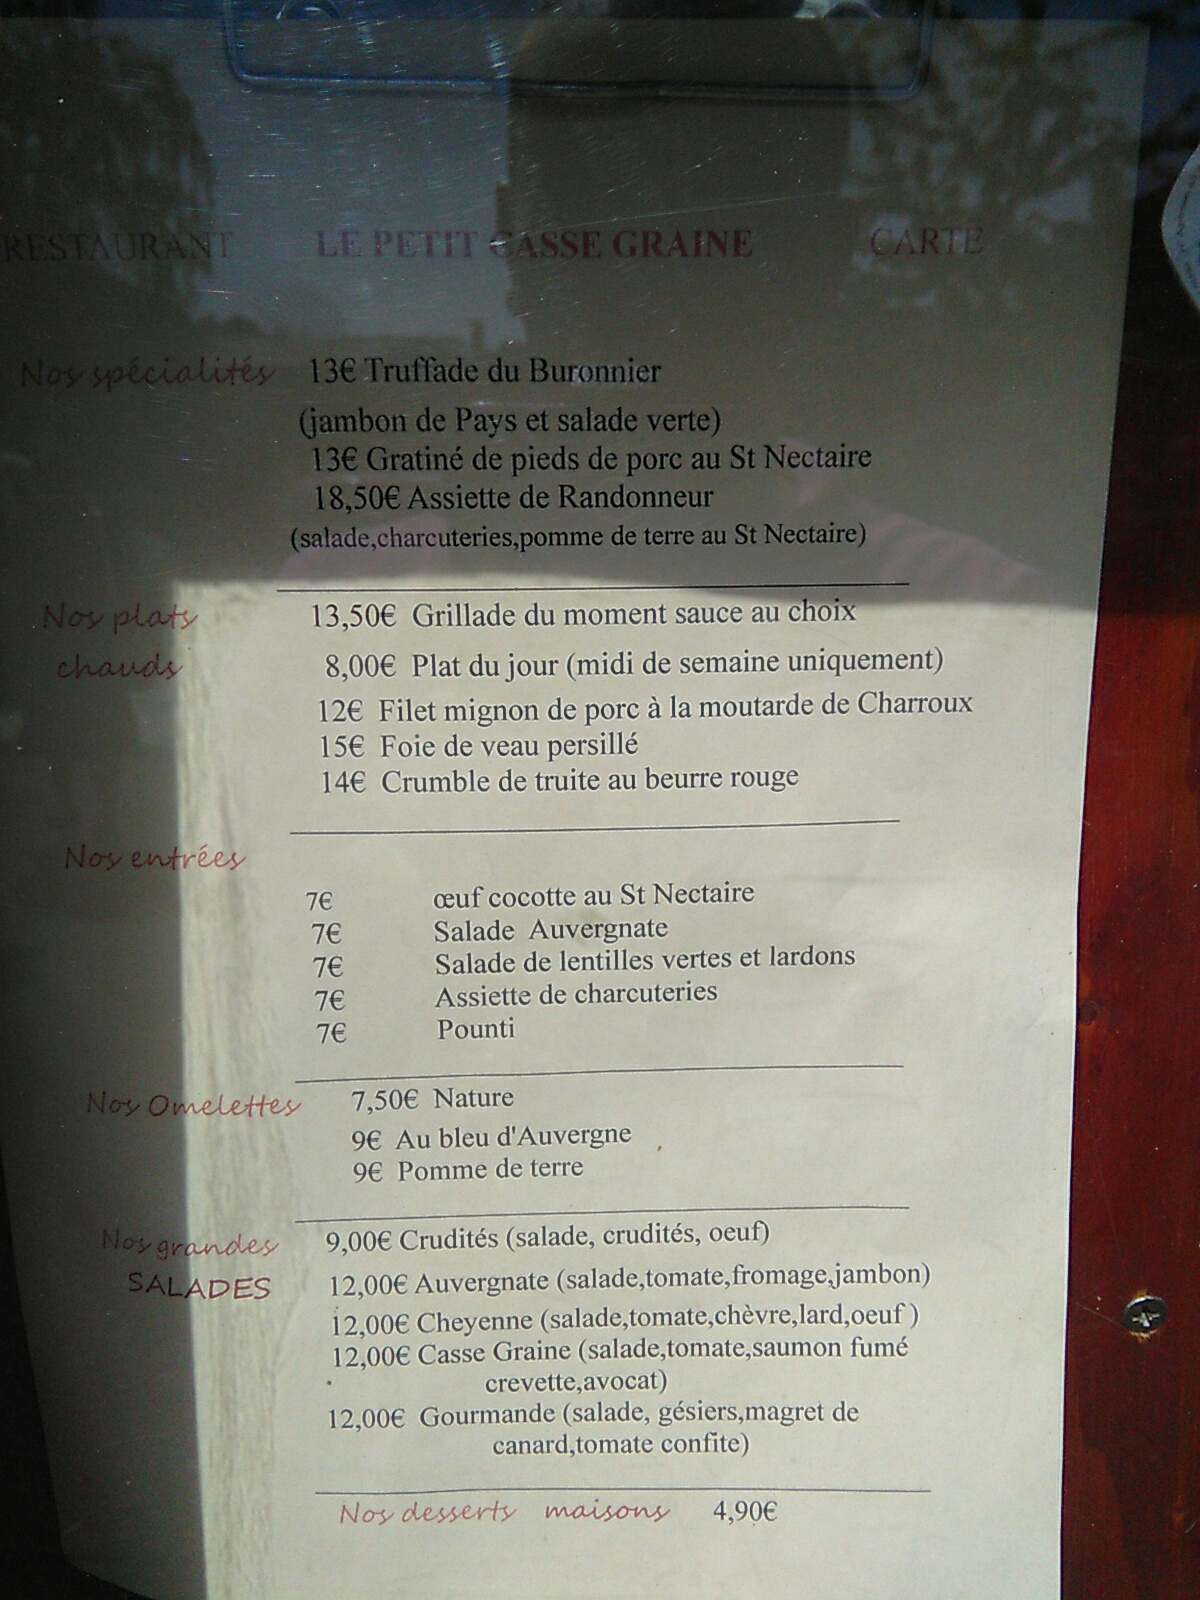 RESTAURANT LE PETIT CASSE GRAINE CARTE
Nos spécialités 13€ Truffade du Buronnier
(jambon de Pays et salade verte)
13€ Gratiné de pieds de porc au St Nectaire
18,50€ Assiette de Randonneur
(salade,charcuteries,pomme de terre au St Nectaire)
Nos plats 13,50€ Grillade du moment sauce au choix
chauds 8,00€ Plat du jour (midi de semaine uniquement)
12€ Filet mignon de porc à la moutarde de Charroux
15€ Foie de veau persillé
14€ Crumble de truite au beurre rouge
Nos entrées
7€ œuf cocotte au St Nectaire
7€ Salade Auvergnate
7€ Salade de lentilles vertes et lardons
7€ Assiette de charcuteries
7€ Pounti
Nos Omelettes 7,50€ Nature
9€ Au bleu d'Auvergne
9€ Pomme de terre
Nos grandes 9,00€ Crudités (salade, crudités, oeuf)
SALADES 12,00€ Auvergnate (salade,tomate,fromage,jambon)
12,00€ Cheyenne (salade,tomate,chèvre,lard,oeuf )
12,00€ Casse Graine (salade,tomate,saumon fumé
crevette,avocat)
12,00€ Gourmande (salade, gésiers,magret de
canard,tomate confite)
Nos desserts maisons 4,90€